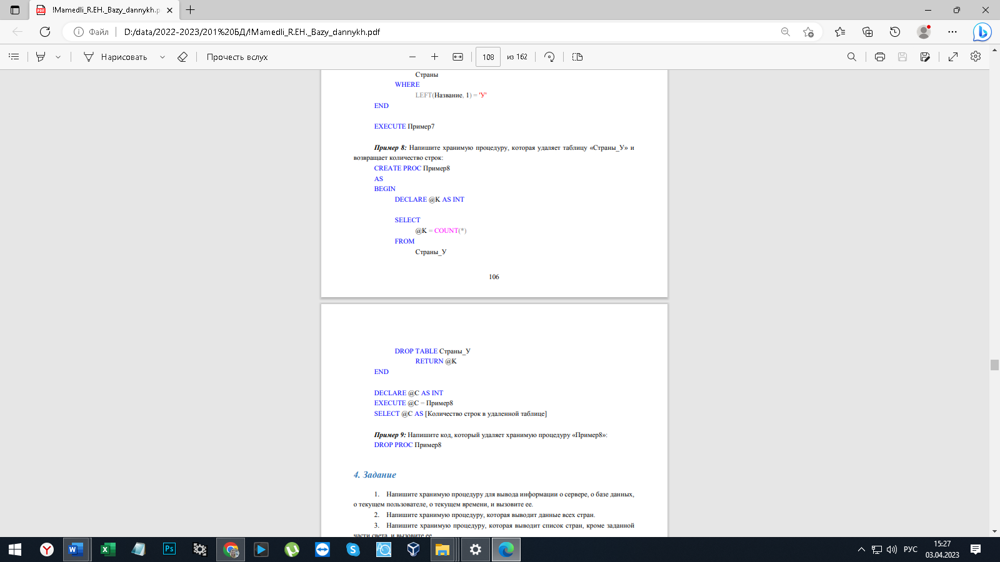 !Mamedli_R.EH._Bazy_dannykh.p
Файл
D:/data/2022-2023/201%20БД/!Mamedli_R.EH._Bazy_dannykh.pdf
Нарисовать
Прочесть вслух
108 из 162
Страны
WHERE
LEFT(Название, 1) = 'У'
END
EXECUTE Пример7
Пример 8: Напишите хранимую процедуру, которая удаляет таблицу «Страны_У» и
возвращает количество строк:
CREATE PROC Пример8
AS
BEGIN
DECLARE @K AS INT
SELECT
@K = COUNT(*)
FROM
Страны_У
106
DROP TABLE Страны_У
RETURN @K
END
DECLARE @C AS INT
EXECUTE @C = Пример8
SELECT @C AS [Количество строк в удаленной таблице]
Пример 9: Напишите код, который удаляет хранимую процедуру «Пример8»:
DROP PROC Пример8
4. Задание
1. Напишите хранимую процедуру для вывода информации о сервере, о базе данных,
о текущем пользователе, о текущем времени, и вызовите ее.
2. Напишите хранимую процедуру, которая выводит данные всех стран.
3. Напишите хранимую процедуру, которая выводит список стран, кроме заданной
части света, и вызовите ее.
РУС
15:27
03.04.2023